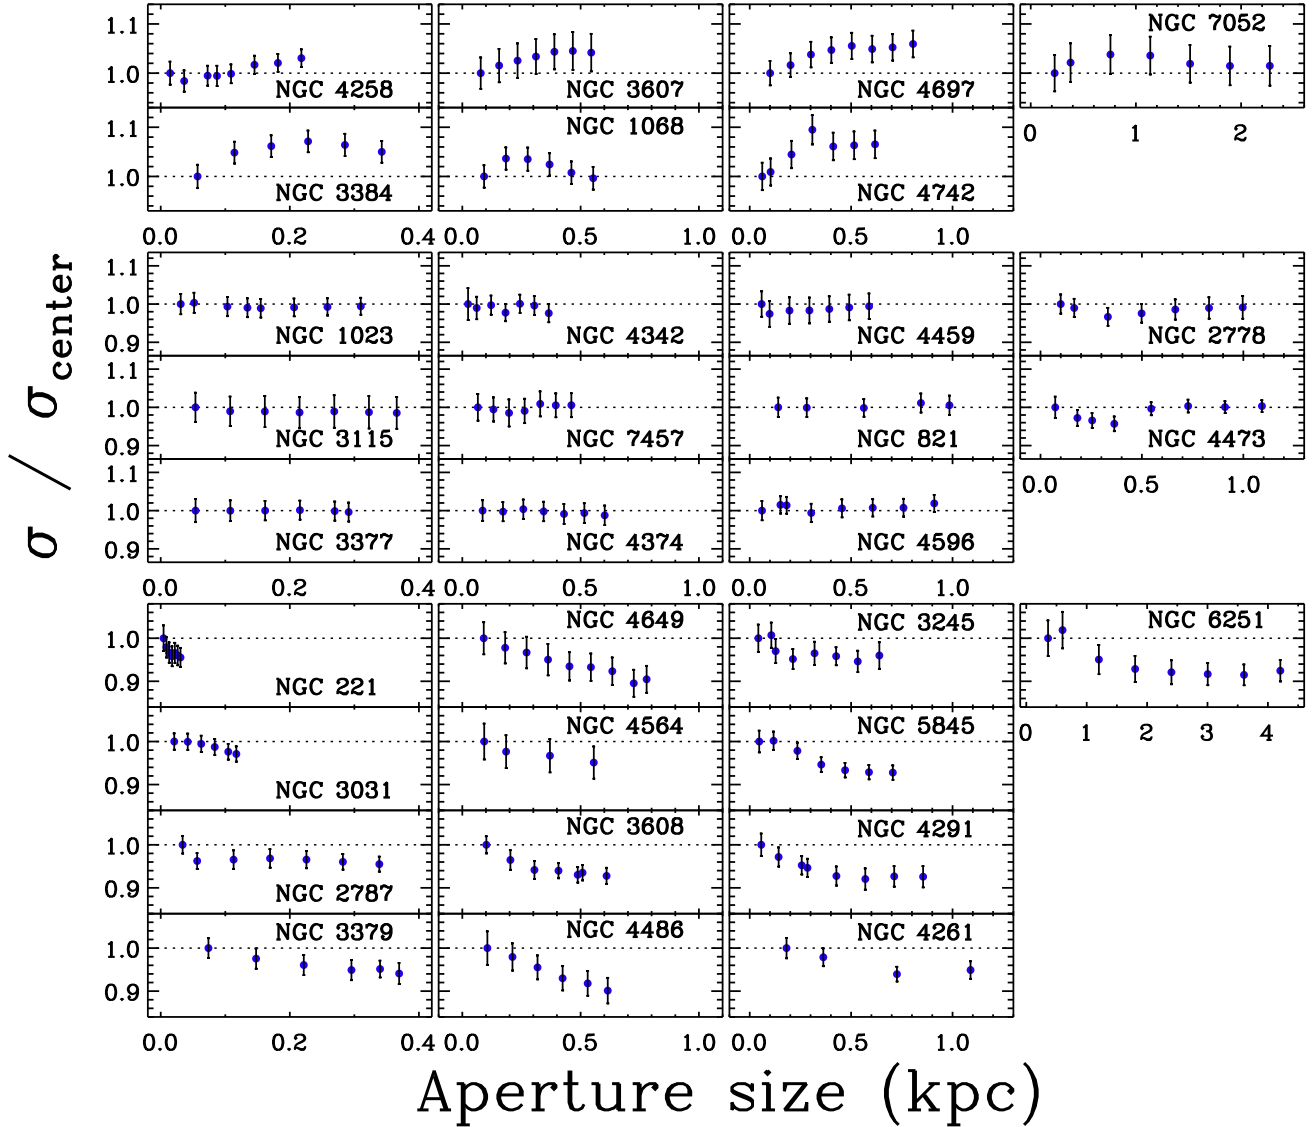 1.1
1.0
NGC 4258
NGC 3607
NGC 4697
NGC 7052
0 1 2
1.1
1.0
NGC 3384
NGC 1068
NGC 4742
0.0 0.2 0.4 0.0 0.5 1.0 0.0 0.5 1.0
1.1
1.0
0.9
NGC 1023
NGC 4342
NGC 4459
NGC 2778
1.1
1.0
0.9
NGC 3115
NGC 7457
NGC 821
NGC 4473
0.0 0.5 1.0
1.1
1.0
0.9
NGC 3377
NGC 4374
NGC 4596
0.0 0.2 0.4 0.0 0.5 1.0 0.0 0.5 1.0
σ / σcenter
1.0
0.9
NGC 221
NGC 4649
NGC 3245
NGC 6251
0 1 2 3 4
1.0
0.9
NGC 3031
NGC 4564
NGC 5845
1.0
0.9
NGC 2787
NGC 3608
NGC 4291
1.0
0.9
NGC 3379
NGC 4486
NGC 4261
0.0 0.2 0.4 0.0 0.5 1.0 0.0 0.5 1.0
Aperture size (kpc)